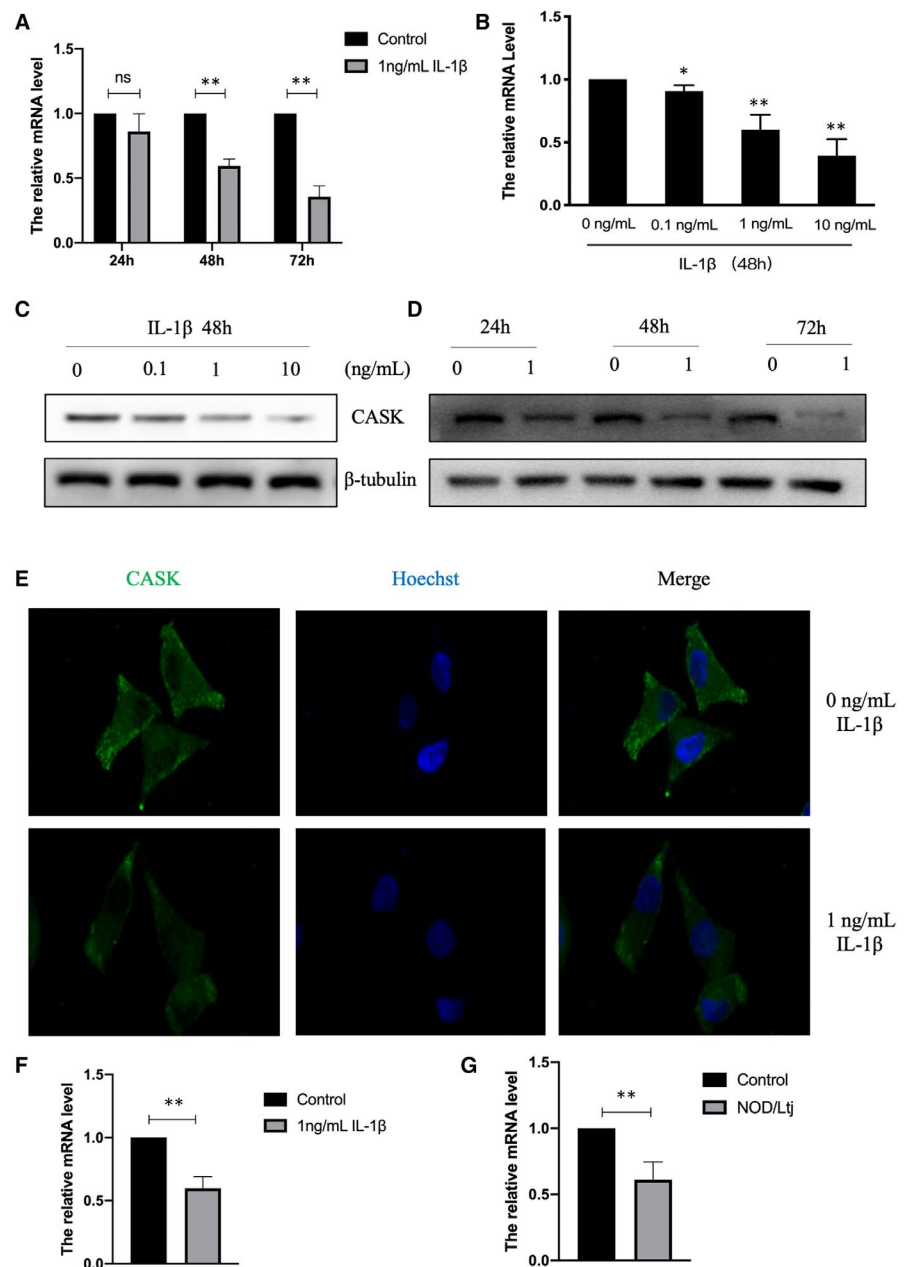 A
1.5
1.0
0.5
0.0
The relative mRNA level
ns
**
**
24h
48h
72h
Control
1ng/mL IL-1β
B
1.5
1.0
0.5
0.0
The relative mRNA Level
*
**
**
0 ng/mL
0.1 ng/mL
1 ng/mL
10 ng/mL
IL-1β (48h)
C
IL-1β 48h
0 0.1 1 10 (ng/mL)
CASK
β-tubulin
D
24h 48h 72h
0 1 0 1 0 1
E
CASK Hoechst Merge
0 ng/mL
IL-1β
1 ng/mL
IL-1β
F
1.5
1.0
0.5
0.0
The relative mRNA level
**
Control
1ng/mL IL-1β
G
1.5
1.0
0.5
0.0
The relative mRNA level
**
Control
NOD/Ltj